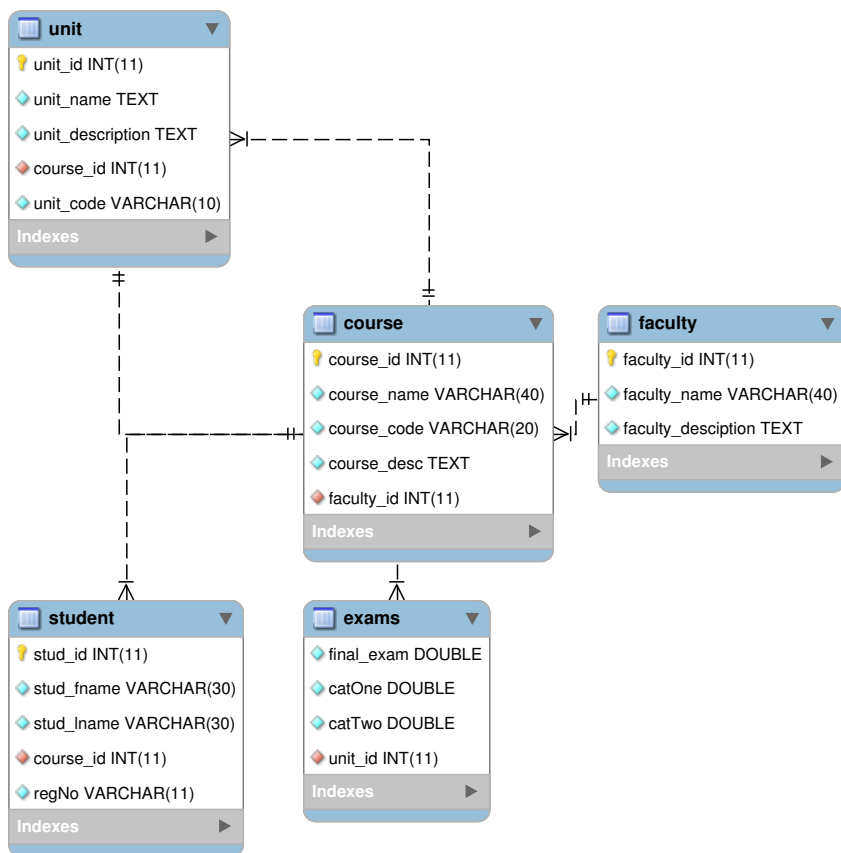 unit
unit_id INT(11)
unit_name TEXT
unit_description TEXT
course_id INT(11)
unit_code VARCHAR(10)
Indexes
course
course_id INT(11)
course_name VARCHAR(40)
course_code VARCHAR(20)
course_desc TEXT
faculty_id INT(11)
Indexes
faculty
faculty_id INT(11)
faculty_name VARCHAR(40)
faculty_desciption TEXT
Indexes
student
stud_id INT(11)
stud_fname VARCHAR(30)
stud_lname VARCHAR(30)
course_id INT(11)
regNo VARCHAR(11)
Indexes
exams
final_exam DOUBLE
catOne DOUBLE
catTwo DOUBLE
unit_id INT(11)
Indexes